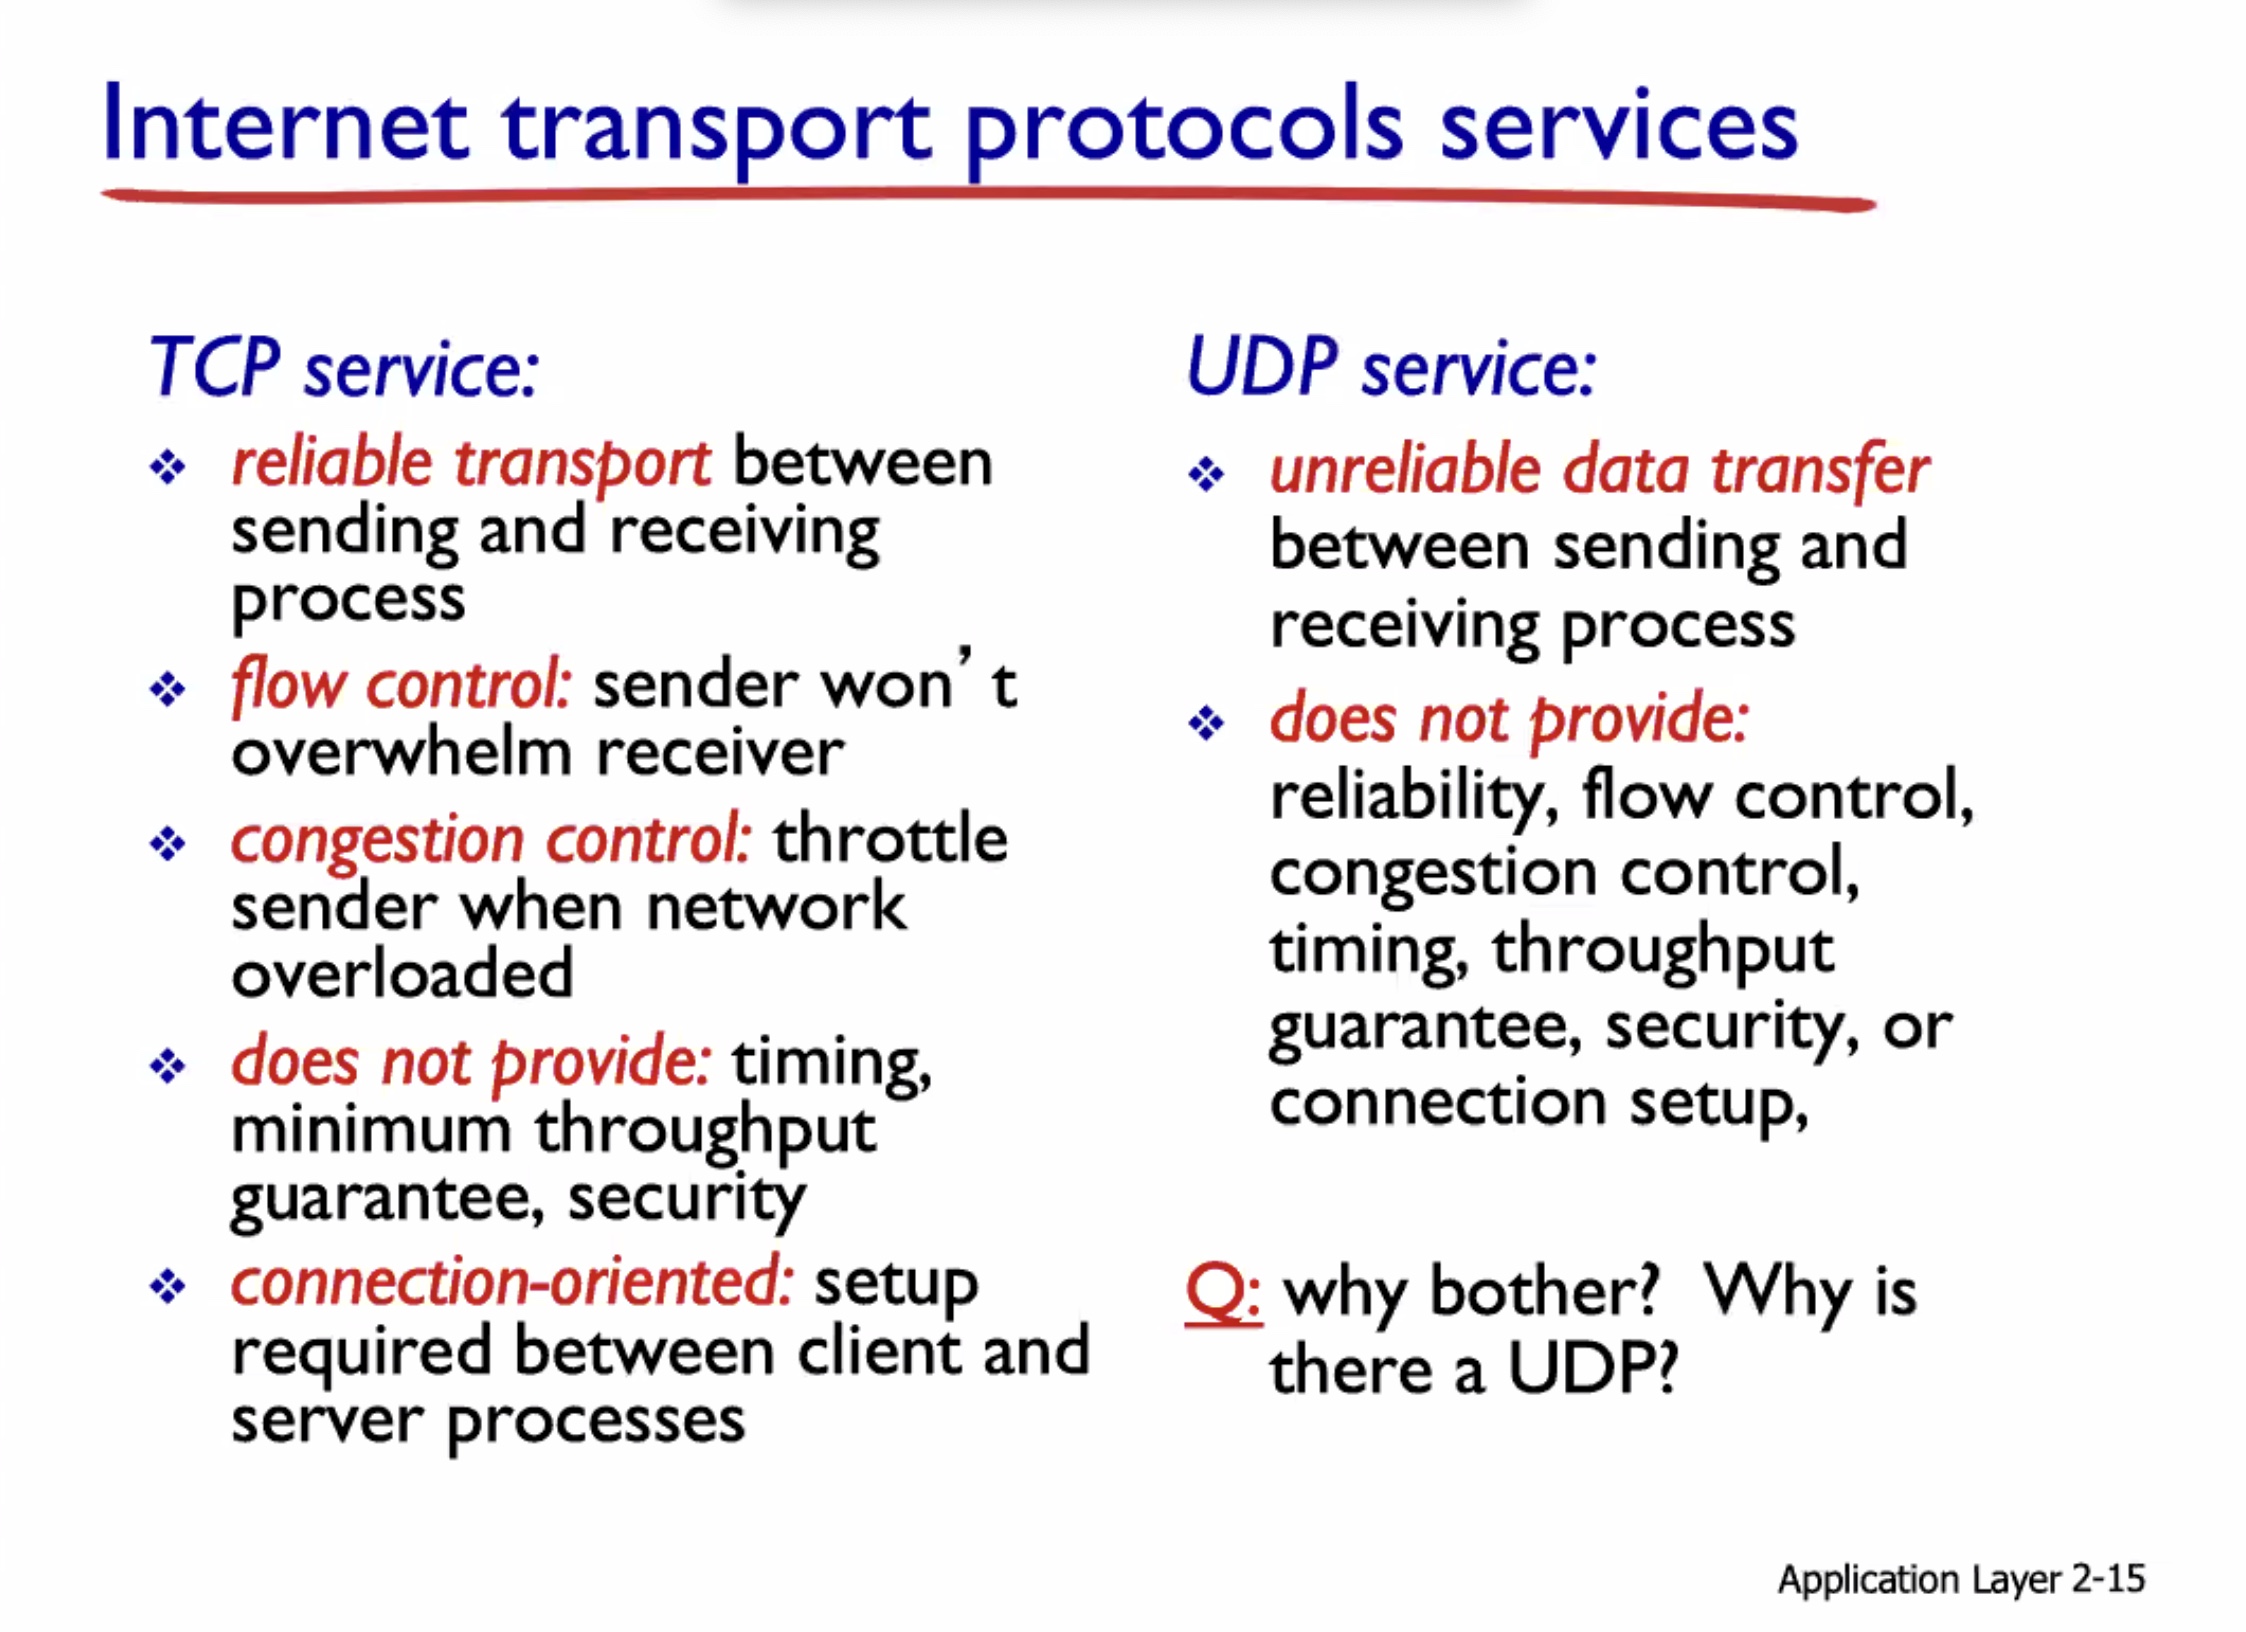 Internet transport protocols services
TCP service:
❖ reliable transport between
sending and receiving
process
❖ flow control: sender won’ t
overwhelm receiver
❖ congestion control: throttle
sender when network
overloaded
❖ does not provide: timing,
minimum throughput
guarantee, security
❖ connection-oriented: setup
required between client and
server processes
UDP service:
❖ unreliable data transfer
between sending and
receiving process
❖ does not provide:
reliability, flow control,
congestion control,
timing, throughput
guarantee, security, or
connection setup,
Q: why bother? Why is
there a UDP?
Application Layer 2-15